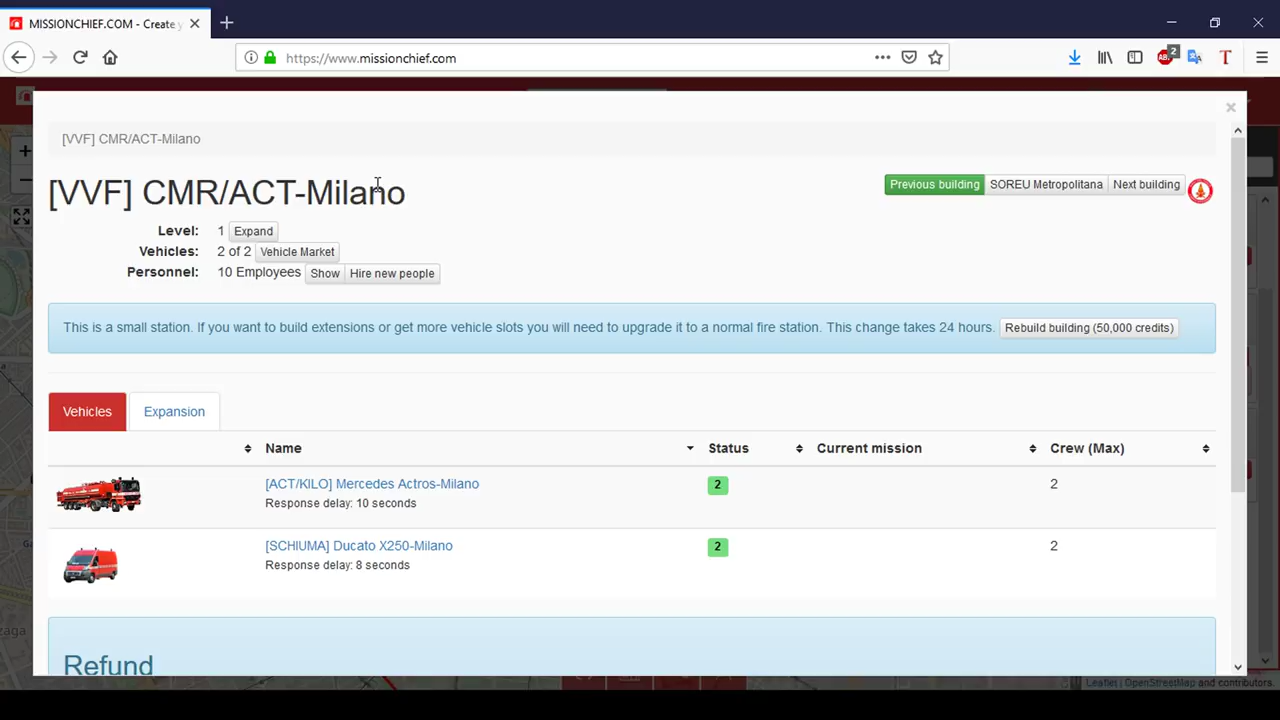 MISSIONCHIEF.COM - Create y
https://www.missionchief.com
2
T
[VVF] CMR/ACT-Milano
[VVF] CMR/ACT-Milano
Previous building SOREU Metropolitana Next building
Level: 1 Expand
Vehicles: 2 of 2 Vehicle Market
Personnel: 10 Employees Show Hire new people
This is a small station. If you want to build extensions or get more vehicle slots you will need to upgrade it to a normal fire station. This change takes 24 hours. Rebuild building (50,000 credits)
Vehicles Expansion
Name Status Current mission Crew (Max)
[ACT/KILO] Mercedes Actros-Milano 2 2
Response delay: 10 seconds
[SCHIUMA] Ducato X250-Milano 2 2
Response delay: 8 seconds
Refund
zaga
Leaflet | OpenStreetMap and contributors